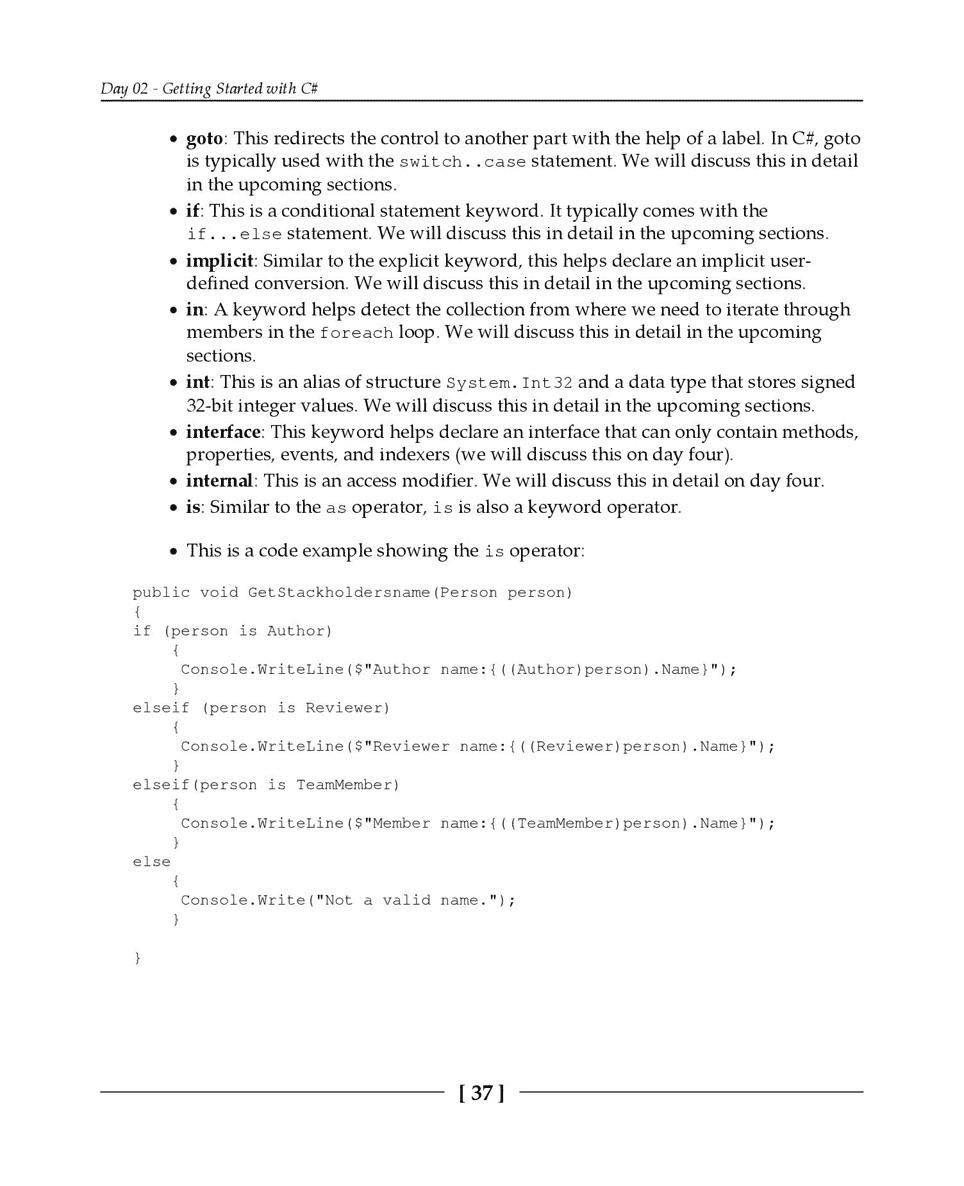 Day 02 - Getting Started with C#
• goto: This redirects the control to another part with the help of a label. In C#, goto
is typically used with the switch..case statement. We will discuss this in detail
in the upcoming sections.
• if: This is a conditional statement keyword. It typically comes with the
if...else statement. We will discuss this in detail in the upcoming sections.
• implicit: Similar to the explicit keyword, this helps declare an implicit user-
defined conversion. We will discuss this in detail in the upcoming sections.
• in: A keyword helps detect the collection from where we need to iterate through
members in the foreach loop. We will discuss this in detail in the upcoming
sections.
• int: This is an alias of structure System.Int32 and a data type that stores signed
32-bit integer values. We will discuss this in detail in the upcoming sections.
• interface: This keyword helps declare an interface that can only contain methods,
properties, events, and indexers (we will discuss this on day four).
• internal: This is an access modifier. We will discuss this in detail on day four.
• is: Similar to the as operator, is is also a keyword operator.
• This is a code example showing the is operator:
public void GetStackholdersname(Person person)
{
if (person is Author)
{
Console.WriteLine($"Author name:{((Author)person).Name}");
}
elseif (person is Reviewer)
{
Console.WriteLine($"Reviewer name:{((Reviewer)person).Name}");
}
elseif(person is TeamMember)
{
Console.WriteLine($"Member name:{((TeamMember)person).Name}");
}
else
{
Console.Write("Not a valid name.");
}
}
[ 37 ]